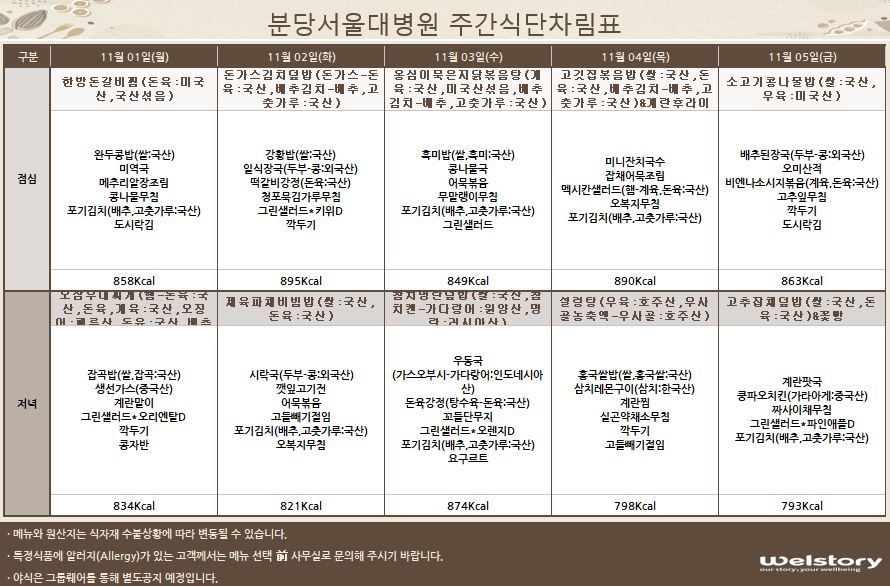 분당서울대병원 주간식단차림표
구분
11월 01일(월)
11월 02일(화)
11월 03일(수)
11월 04일(목)
11월 05일(금)
점심
한방돈갈비찜(돈육:미국
산,국산섞음)
돈가스김치덮밥(돈가스-돈
육:국산,배추김치-배추,고
춧가루:국산)
옹심이묵은지닭볶음탕(계
육:국산,미국산섞음,배추
김치-배추,고춧가루:국산)
고깃집볶음밥(쌀:국산,돈
육:국산,배추김치-배추,고
춧가루:국산)&계란후라이
소고기콩나물밥(쌀:국산,
우육:미국산)
완두콩밥(쌀:국산)
미역국
메추리알장조림
콩나물무침
포기김치(배추,고춧가루:국산)
도시락김
강황밥(쌀:국산)
일식장국(두부-콩:외국산)
떡갈비강정(돈육:국산)
청포묵김가루무침
그린샐러드*키위D
깍두기
흑미밥(쌀,흑미:국산)
콩나물국
어묵볶음
무말랭이무침
포기김치(배추,고춧가루:국산)
그린샐러드
미니잔치국수
잡채어묵조림
멕시칸샐러드(햄-계육,돈육:국산)
오복지무침
포기김치(배추,고춧가루:국산)
배추된장국(두부-콩:외국산)
오미산적
비엔나소시지볶음(계육,돈육:국산)
고추잎무침
깍두기
도시락김
858Kcal
895Kcal
849Kcal
890Kcal
863Kcal
저녁
오삼부대찌개(햄-돈육:국
산,돈육,계육:국산,오징
어:페루산,돈육:국산,배추
제육파채비빔밥(쌀:국산,
돈육:국산)
참치명란덮밥(쌀:국산,참
치캔-가다랑어:원양산,명
란:러시아산)
설렁탕(우육:호주산,우사
골농축액-우사골:호주산)
고추잡채덮밥(쌀:국산,돈
육:국산)&꽃빵
잡곡밥(쌀,잡곡:국산)
생선가스(중국산)
계란말이
그린샐러드*오리엔탈D
깍두기
콩자반
시락국(두부-콩:외국산)
깻잎고기전
어묵볶음
고들빼기절임
포기김치(배추,고춧가루:국산)
오복지무침
우동국
(가스오부시-가다랑어:인도네시아
산)
돈육강정(탕수육-돈육:국산)
꼬들단무지
그린샐러드*오렌지D
포기김치(배추,고춧가루:국산)
요구르트
홍국쌀밥(쌀,홍국쌀:국산)
삼치레몬구이(삼치:한국산)
계란찜
실곤약채소무침
깍두기
고들빼기절임
계란팟국
쿵파오치킨(가라아게:중국산)
짜사이채무침
그린샐러드*파인애플D
포기김치(배추,고춧가루:국산)
834Kcal
821Kcal
874Kcal
798Kcal
793Kcal
· 메뉴와 원산지는 식자재 수불상황에 따라 변동될 수 있습니다.
· 특정식품에 알러지(Allergy)가 있는 고객께서는 메뉴 선택 前 사무실로 문의해 주시기 바랍니다.
· 야식은 그룹웨어를 통해 별도공지 예정입니다.
welstory
our story; your wellbeing